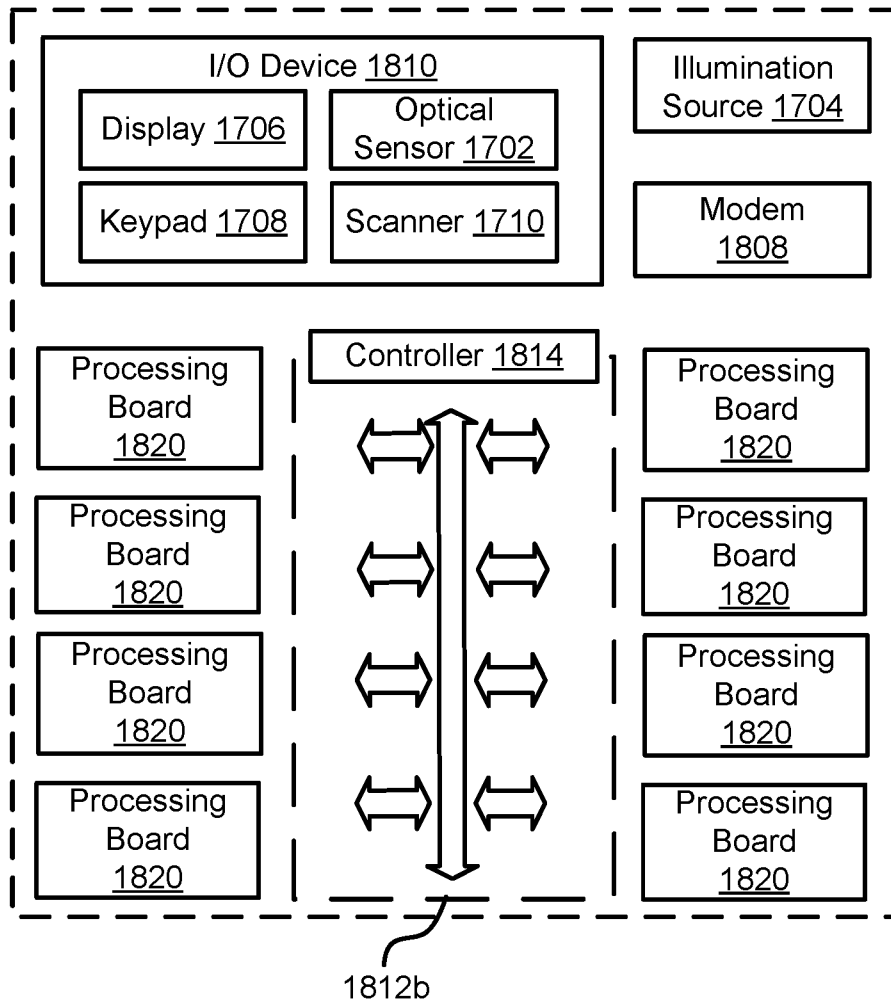 I/O Device 1810
Display 1706
Optical
Sensor 1702
Keypad 1708
Scanner 1710
Illumination
Source 1704
Modem
1808
Controller 1814
Processing
Board
1820
Processing
Board
1820
Processing
Board
1820
Processing
Board
1820
Processing
Board
1820
Processing
Board
1820
Processing
Board
1820
Processing
Board
1820
1812b